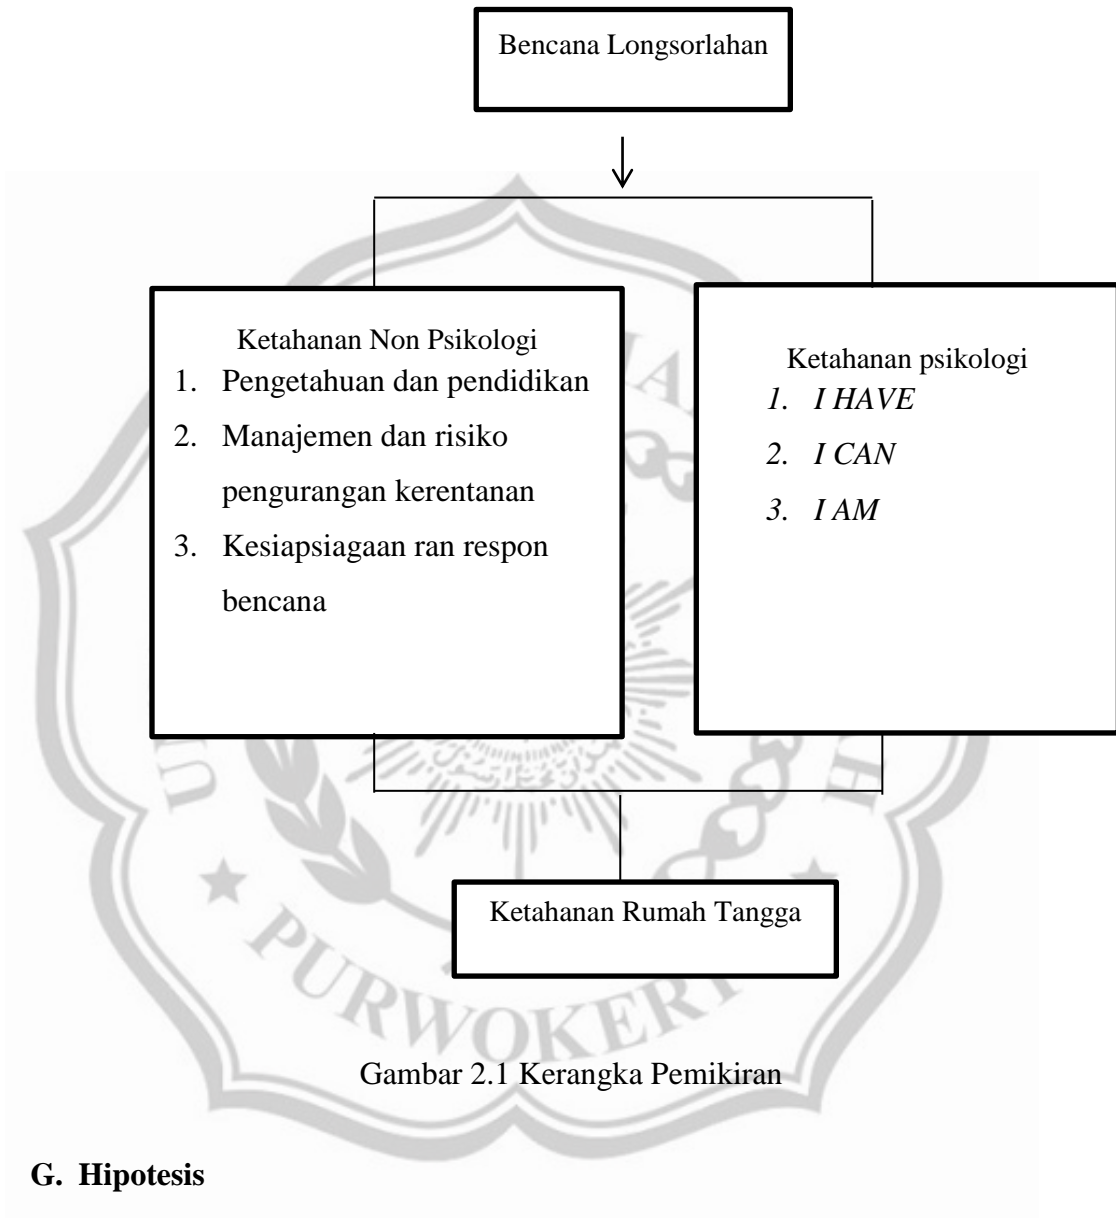 Bencana Longsorlahan
Ketahanan Non Psikologi
1. Pengetahuan dan pendidikan
2. Manajemen dan risiko
pengurangan kerentanan
3. Kesiapsiagaan ran respon
bencana
Ketahanan psikologi
1. I HAVE
2. I CAN
3. I AM
Ketahanan Rumah Tangga
Gambar 2.1 Kerangka Pemikiran
G. Hipotesis